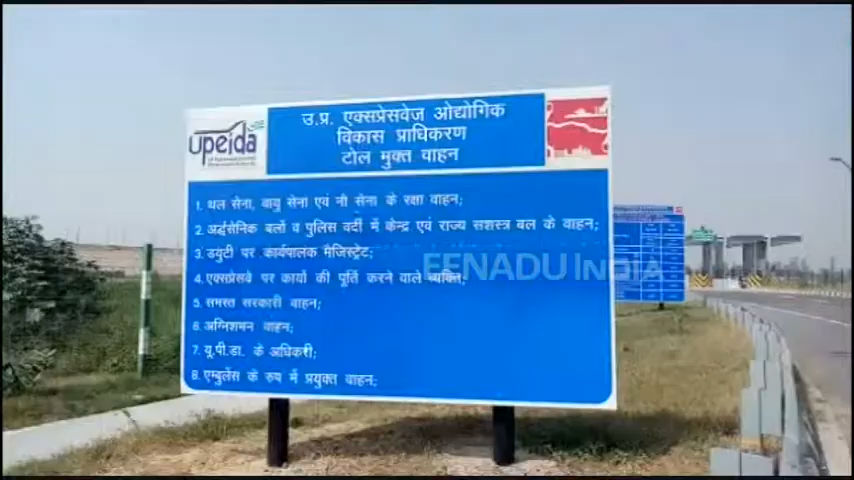 upeida
उ.प्र. एक्सप्रेसवेज ओद्योगिक
विकास प्राधिकरण
टोल मुक्त वाहन
1. थल सेना, वायु सेना एवं नौ सेना के रक्षा वाहन;
2. अर्द्धसैनिक बलों व पुलिस वर्दी में केन्द्र एवं राज्य सशस्त्र बल के वाहन;
3. ड्यूटी पर कार्यपालक मैजिस्ट्रेट;
4. एक्सप्रेसवे पर कार्यो की पूर्ति करने वाले व्यक्ति;
5. समस्त सरकारी वाहन;
6. अग्निशमन वाहन;
7. यू.पी.डा. के अधिकरी;
8. एम्बुलेंस के रुप में प्रयुक्त वाहन;
EENADU INDIA